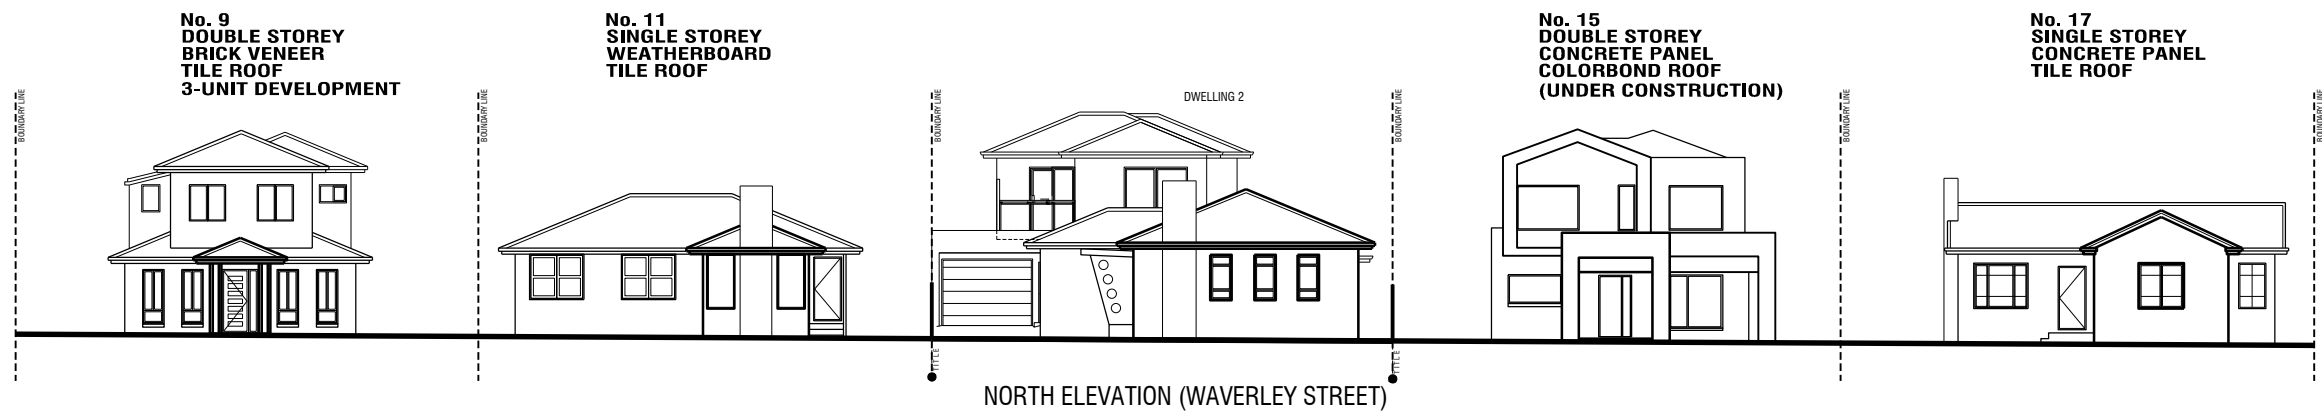 No. 9
DOUBLE STOREY
BRICK VENEER
TILE ROOF
3-UNIT DEVELOPMENT
No. 11
SINGLE STOREY
WEATHERBOARD
TILE ROOF
No. 15
DOUBLE STOREY
CONCRETE PANEL
COLORBOND ROOF
(UNDER CONSTRUCTION)
No. 17
SINGLE STOREY
CONCRETE PANEL
TILE ROOF
BOUNDARY LINE
BOUNDARY LINE
BOUNDARY LINE
DWELLING 2
BOUNDARY LINE
BOUNDARY LINE
BOUNDARY LINE
TITLE
TITLE
NORTH ELEVATION (WAVERLEY STREET)